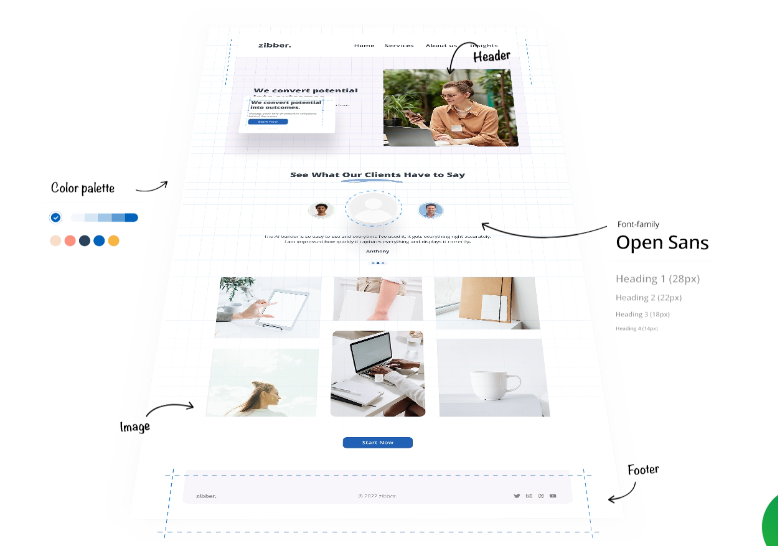 zibber.
Home Services About us Insights
Header
We convert potential
We convert potential
into outcomes.
Start Now
See What Our Clients Have to Say
Color palette
Font-family
Open Sans
Anthony
Heading 1 (28px)
Heading 2 (22px)
Heading 3 (18px)
Heading 4 (14px)
Image
Start Now
Footer
zibber.
© 2022 zibber